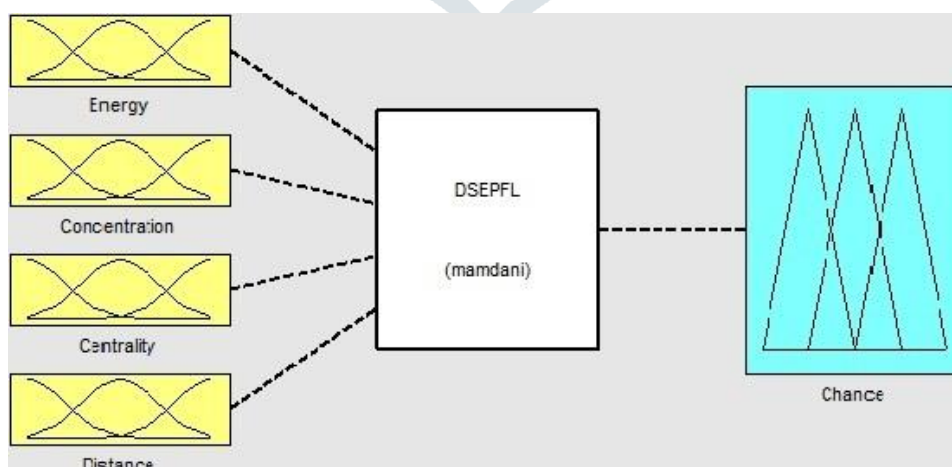 Energy
Concentration
Centrality
Distance
DSEPFL
(mamdani)
Chance